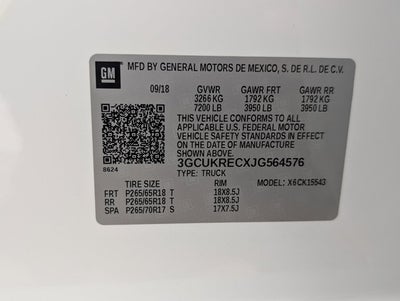 GM
MFD BY GENERAL MOTORS DE MEXICO, S. DE R.L. DE C.V.
09/18 GVWR GAWR FRT GAWR RR
3266 KG 1792 KG 1792 KG
7200 LB 3950 LB 3950 LB
THIS VEHICLE CONFORMS TO ALL
APPLICABLE U.S. FEDERAL MOTOR
VEHICLE SAFETY STANDARDS IN EFFECT
ON THE DATE OF MANUFACTURE SHOWN ABOVE.
3GCUKRECXJG564576
8624 TYPE: TRUCK
TIRE SIZE RIM MODEL: X6CK15543
FRT P265/65R18 T 18X8.5J
RR P265/65R18 T 18X8.5J
SPA P265/70R17 S 17X7.5J